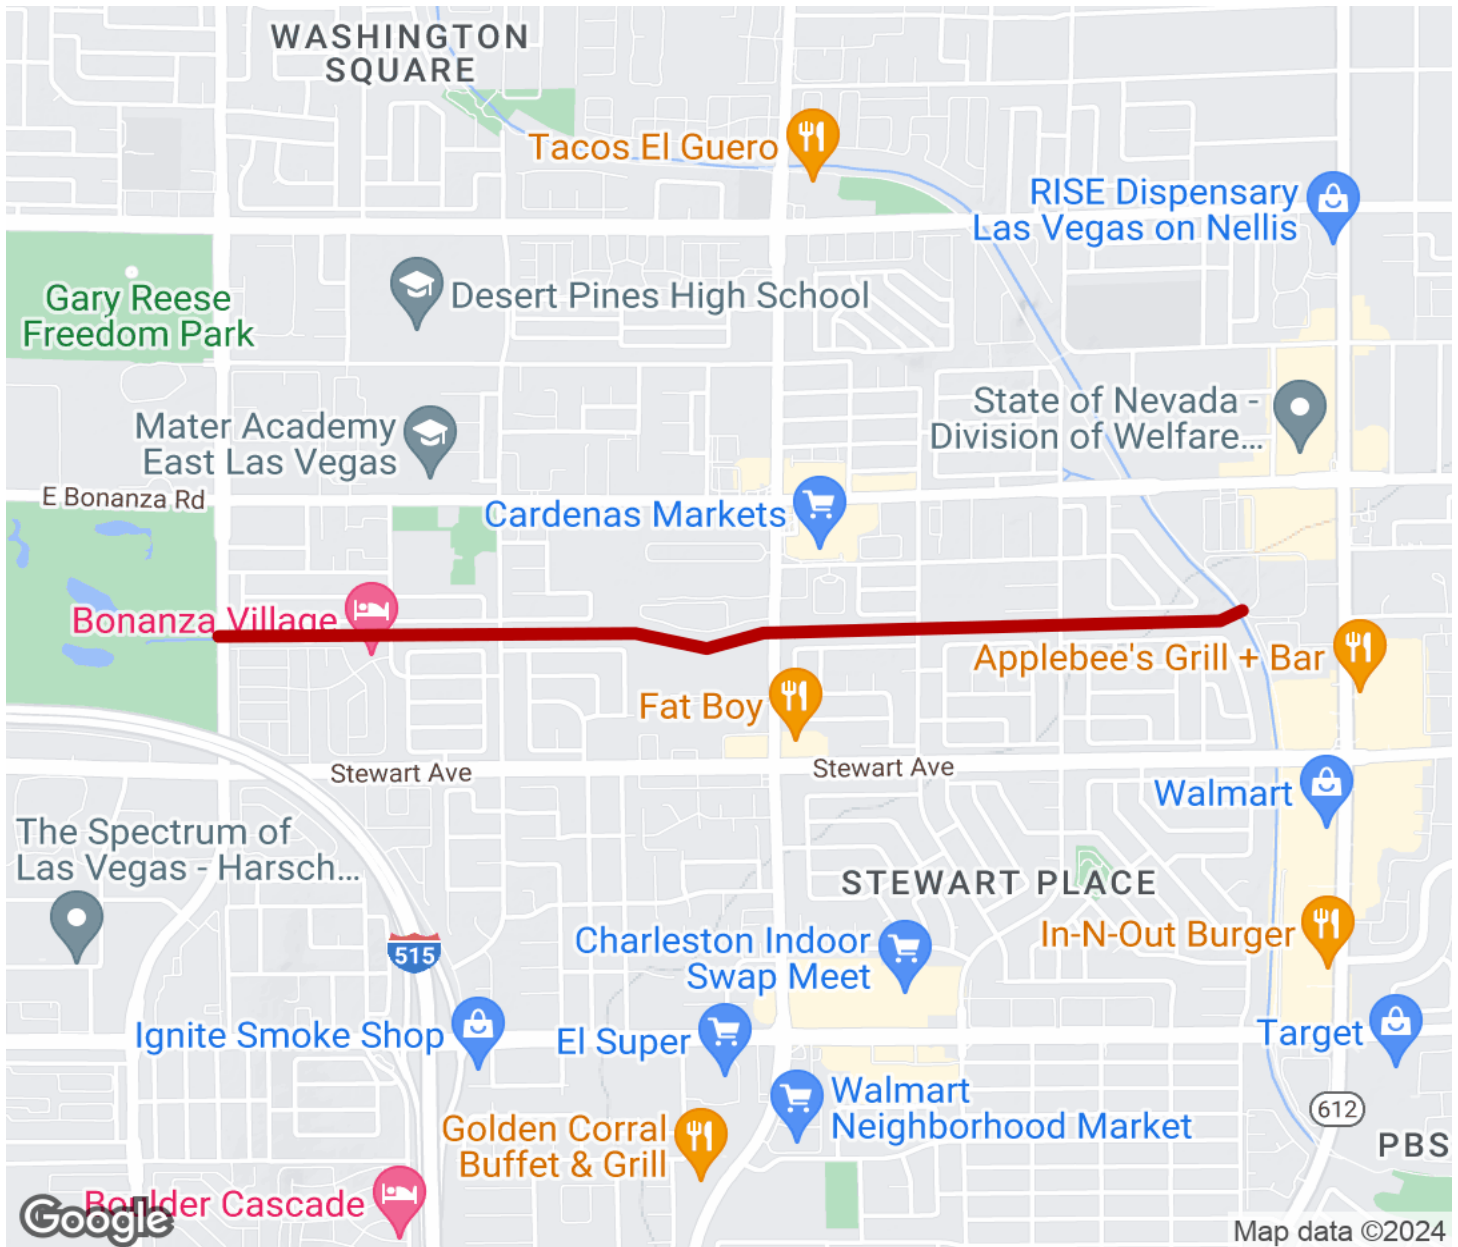 WASHINGTON
SQUARE
Tacos El Guero
RISE Dispensary
Las Vegas on Nellis
Gary Reese
Freedom Park
Desert Pines High School
State of Nevada -
Division of Welfare...
Mater Academy
East Las Vegas
E Bonanza Rd
Cardenas Markets
Bonanza Village
Applebee's Grill + Bar
Fat Boy
Stewart Ave
Stewart Ave
Walmart
The Spectrum of
Las Vegas - Harsch...
STEWART PLACE
In-N-Out Burger
Charleston Indoor
Swap Meet
515
Ignite Smoke Shop
El Super
Target
Walmart
Neighborhood Market
612
Golden Corral
Buffet & Grill
PBS
Boulder Cascade
Google
Map data ©2024